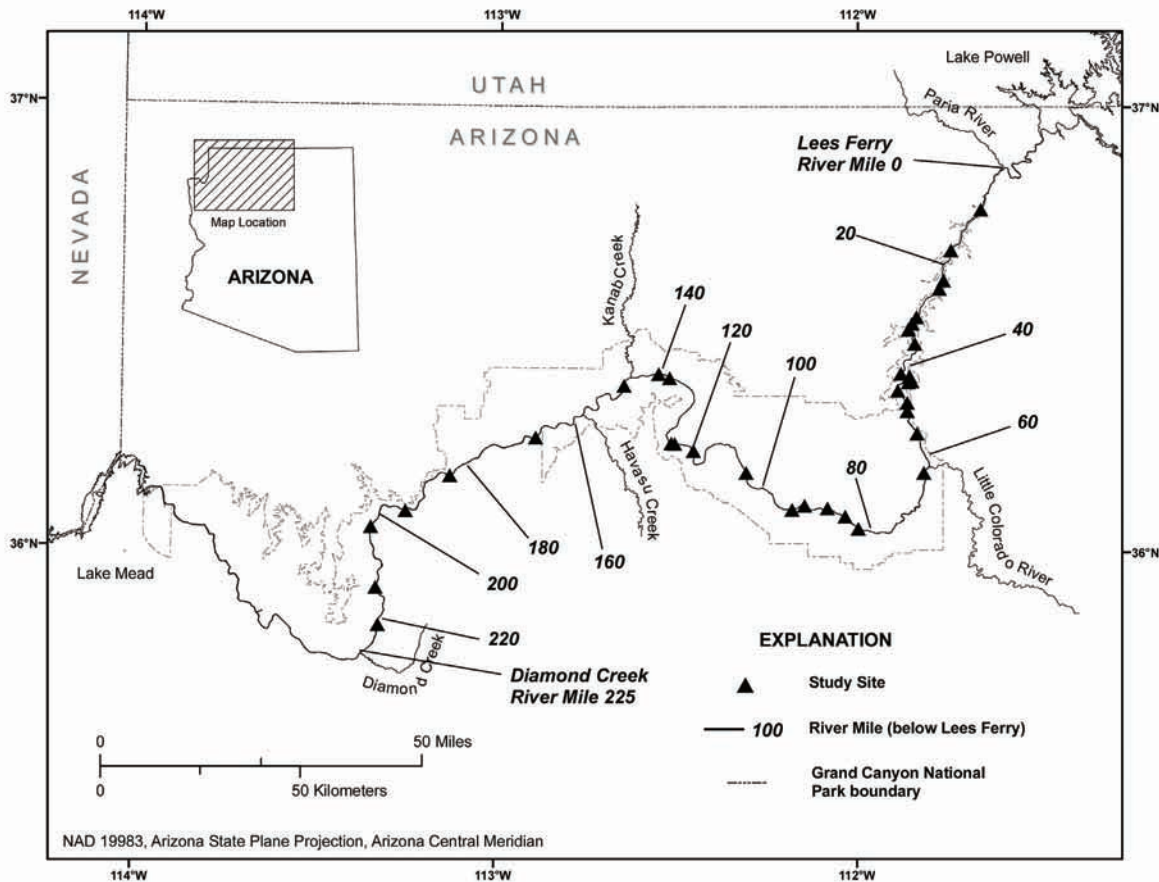 114°W 113°W 112°W
Lake Powell
37°N 37°N
UTAH
Paria River
ARIZONA
Lees Ferry
River Mile 0
NEVADA
Map Location
20
ARIZONA
Kanab Creek
140
40
120
100
60
80
Havasu Creek
Little Colorado River
180
160
36°N 36°N
Lake Mead
200
220
EXPLANATION
Diamond Creek
Diamond Creek
River Mile 225
Study Site
100 River Mile (below Lees Ferry)
0 50 Miles
Grand Canyon National
Park boundary
0 50 Kilometers
NAD 19983, Arizona State Plane Projection, Arizona Central Meridian
114°W 113°W 112°W